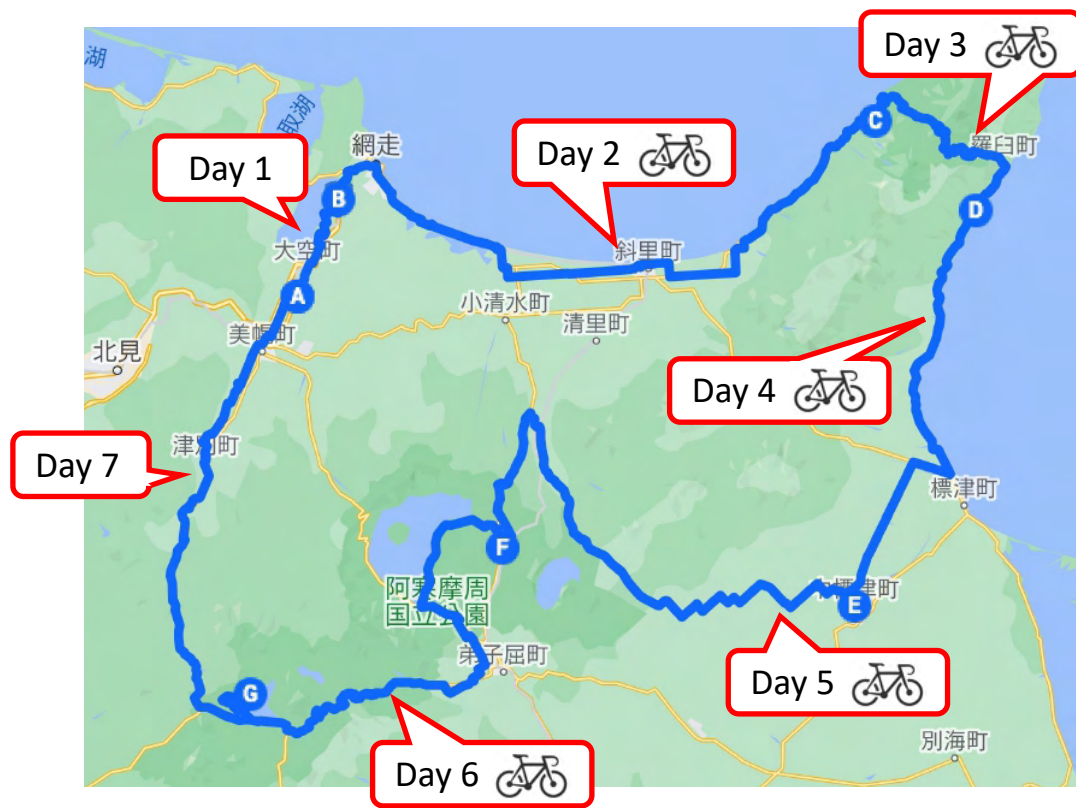 湖
Day 3
取湖
網走
C
羅臼町
Day 1
Day 2
B
D
大空町
斜里町
A
小清水町
清里町
美幌町
北見
Day 4
津別町
Day 7
標津町
F
阿寒摩周
国立公園
中標津町
E
弟子屈町
G
Day 5
別海町
Day 6